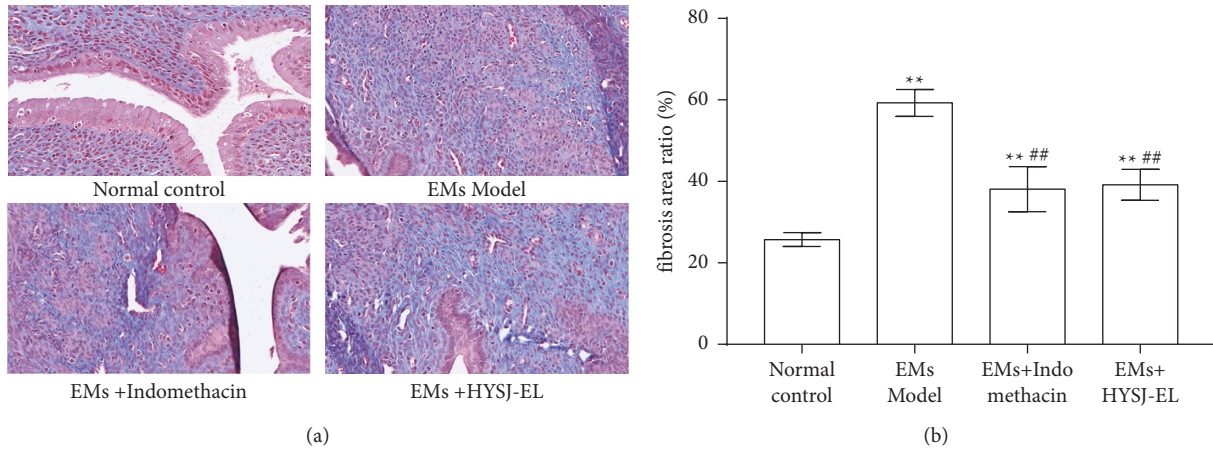 Normal control
EMs Model
EMs +Indomethacin
EMs +HYSJ-EL
(a)
fibrosis area ratio (%)
80
60
40
20
0
**
** ##
** ##
Normal
control
EMs
Model
EMs+Indo
methacin
EMs+
HYSJ-EL
(b)